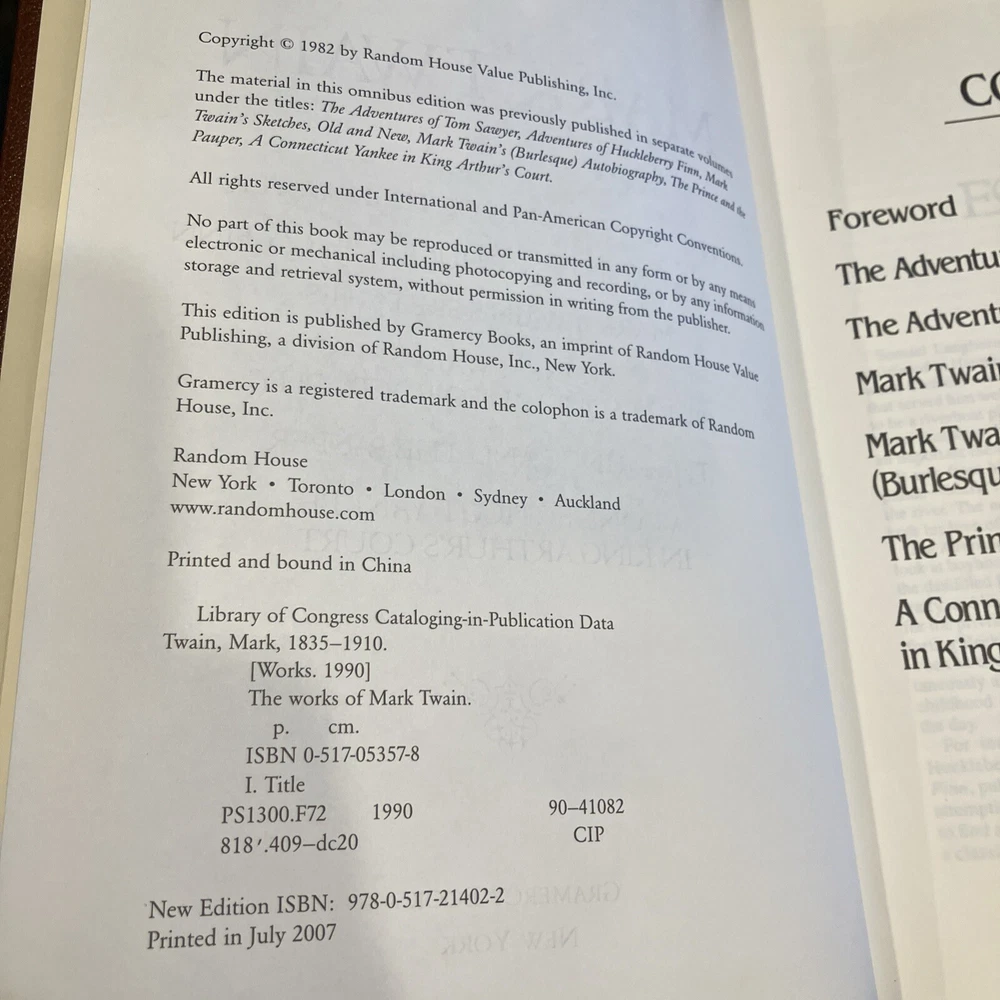 Copyright © 1982 by Random House Value Publishing, Inc.
The material in this omnibus edition was previously published in separate volumes
under the titles: The Adventures of Tom Sawyer, Adventures of Huckleberry Finn, Mark
Twain's Sketches, Old and New, Mark Twain's (Burlesque) Autobiography, The Prince and the
Pauper, A Connecticut Yankee in King Arthur's Court.
All rights reserved under International and Pan-American Copyright Conventions.
No part of this book may be reproduced or transmitted in any form or by any means
electronic or mechanical including photocopying and recording, or by any information
storage and retrieval system, without permission in writing from the publisher.
This edition is published by Gramercy Books, an imprint of Random House Value
Publishing, a division of Random House, Inc., New York.
Gramercy is a registered trademark and the colophon is a trademark of Random
House, Inc.
Random House
New York • Toronto • London • Sydney • Auckland
www.randomhouse.com
Printed and bound in China
Library of Congress Cataloging-in-Publication Data
Twain, Mark, 1835–1910.
[Works. 1990]
The works of Mark Twain.
p. cm.
ISBN 0-517-05357-8
I. Title
PS1300.F72 1990 90–41082
818′.409–dc20 CIP
New Edition ISBN: 978-0-517-21402-2
Printed in July 2007
CO
Foreword
The Adventu
The Advent
Mark Twain
Mark Twa
(Burlesqu
The Prin
A Conn
in King